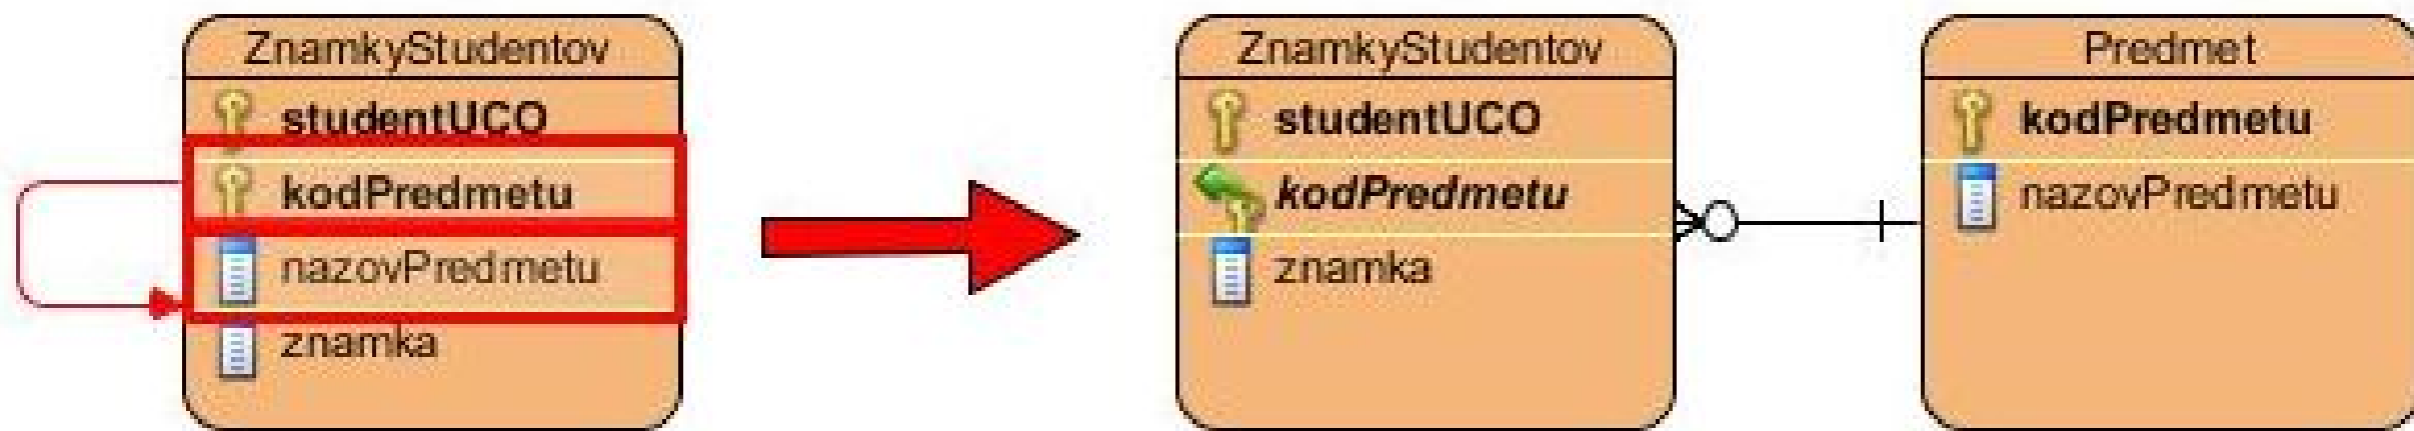 ZnamkyStudentov
studentUCO
kodPredmetu
nazovPredmetu
znamka
ZnamkyStudentov
studentUCO
kodPredmetu
znamka
Predmet
kodPredmetu
nazovPredmetu